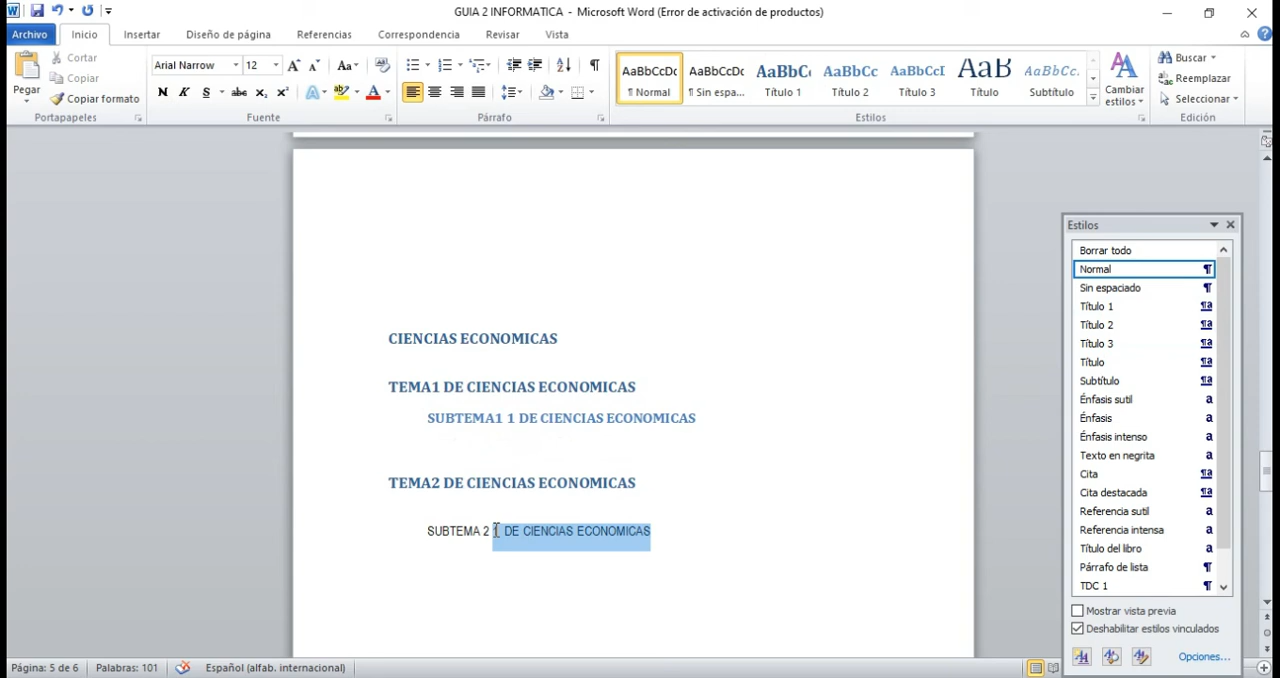 GUIA 2 INFORMATICA - Microsoft Word (Error de activación de productos)
Archivo Inicio Insertar Diseño de página Referencias Correspondencia Revisar Vista
Pegar
Cortar
Copiar
Copiar formato
Portapapeles
Arial Narrow 12
N K S abc x₂ x²
Fuente
Párrafo
AaBbCcDc AaBbCcDc AaBbC AaBbCc AaBbCcI AaB AaBbCc.
¶ Normal ¶ Sin espa... Título 1 Título 2 Título 3 Título Subtítulo
Cambiar estilos
Estilos
Buscar
Reemplazar
Seleccionar
Edición
CIENCIAS ECONOMICAS
TEMA1 DE CIENCIAS ECONOMICAS
SUBTEMA1 1 DE CIENCIAS ECONOMICAS
TEMA2 DE CIENCIAS ECONOMICAS
SUBTEMA 2 1 DE CIENCIAS ECONOMICAS
Estilos
Borrar todo
Normal ¶
Sin espaciado ¶
Título 1 ¶a
Título 2 ¶a
Título 3 ¶a
Título ¶a
Subtítulo ¶a
Énfasis sutil a
Énfasis a
Énfasis intenso a
Texto en negrita a
Cita ¶a
Cita destacada ¶a
Referencia sutil a
Referencia intensa a
Título del libro a
Párrafo de lista ¶
TDC 1 ¶
Mostrar vista previa
Deshabilitar estilos vinculados
Opciones...
Página: 5 de 6 Palabras: 101 Español (alfab. internacional)